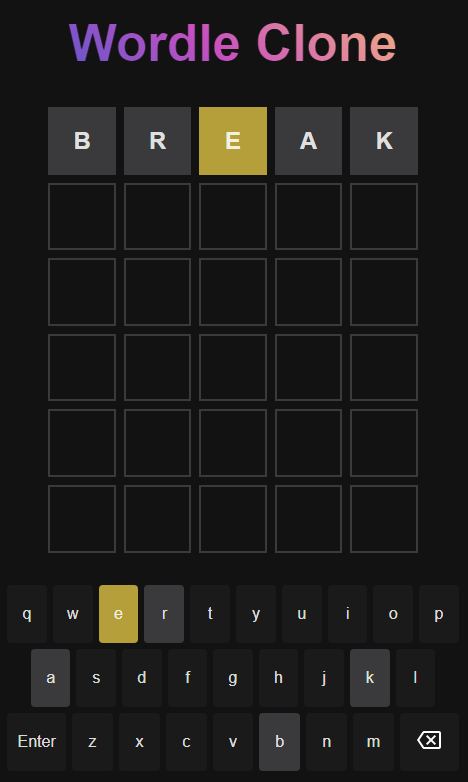 Wordle Clone
B R E A K
q w e r t y u i o p
a s d f g h j k l
Enter z x c v b n m